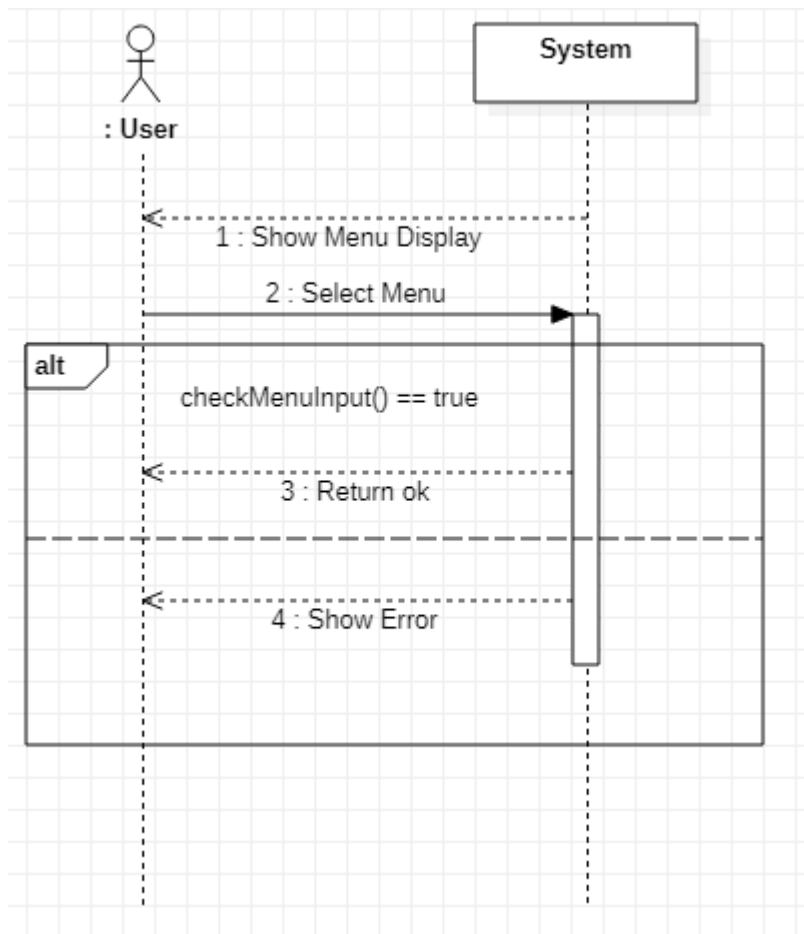 System
: User
1 : Show Menu Display
2 : Select Menu
alt
checkMenuInput() == true
3 : Return ok
4 : Show Error